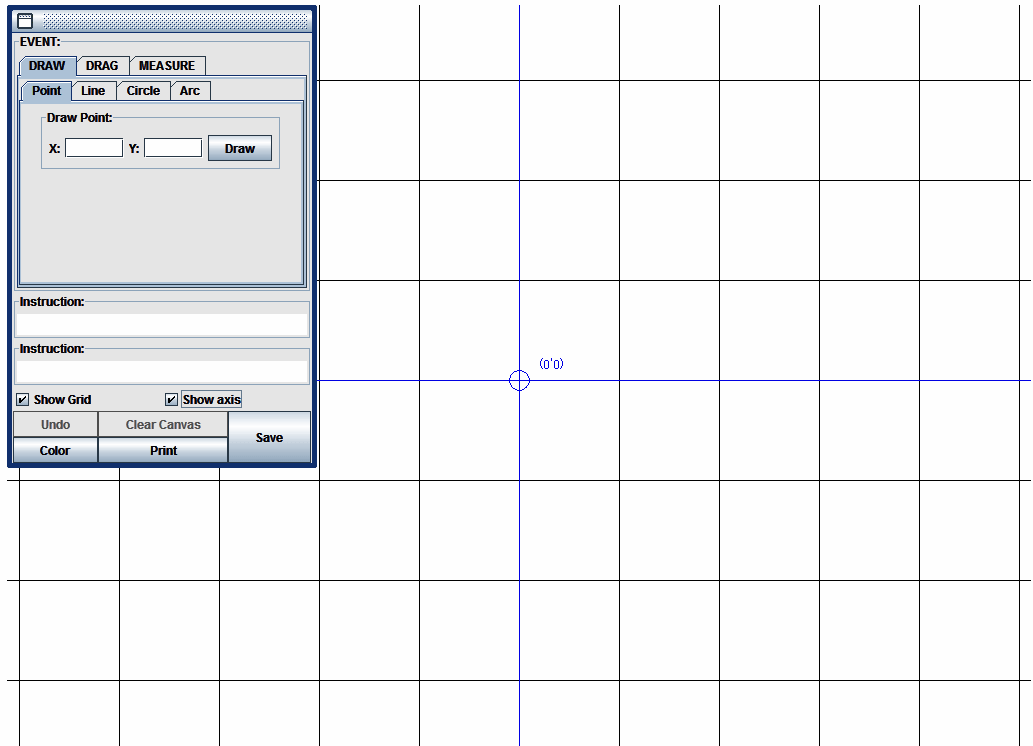 EVENT:
DRAW DRAG MEASURE
Point Line Circle Arc
Draw Point:
X: Y: Draw
Instruction:
Instruction:
(0'0)
Show Grid Show axis
Undo Clear Canvas
Save
Color Print